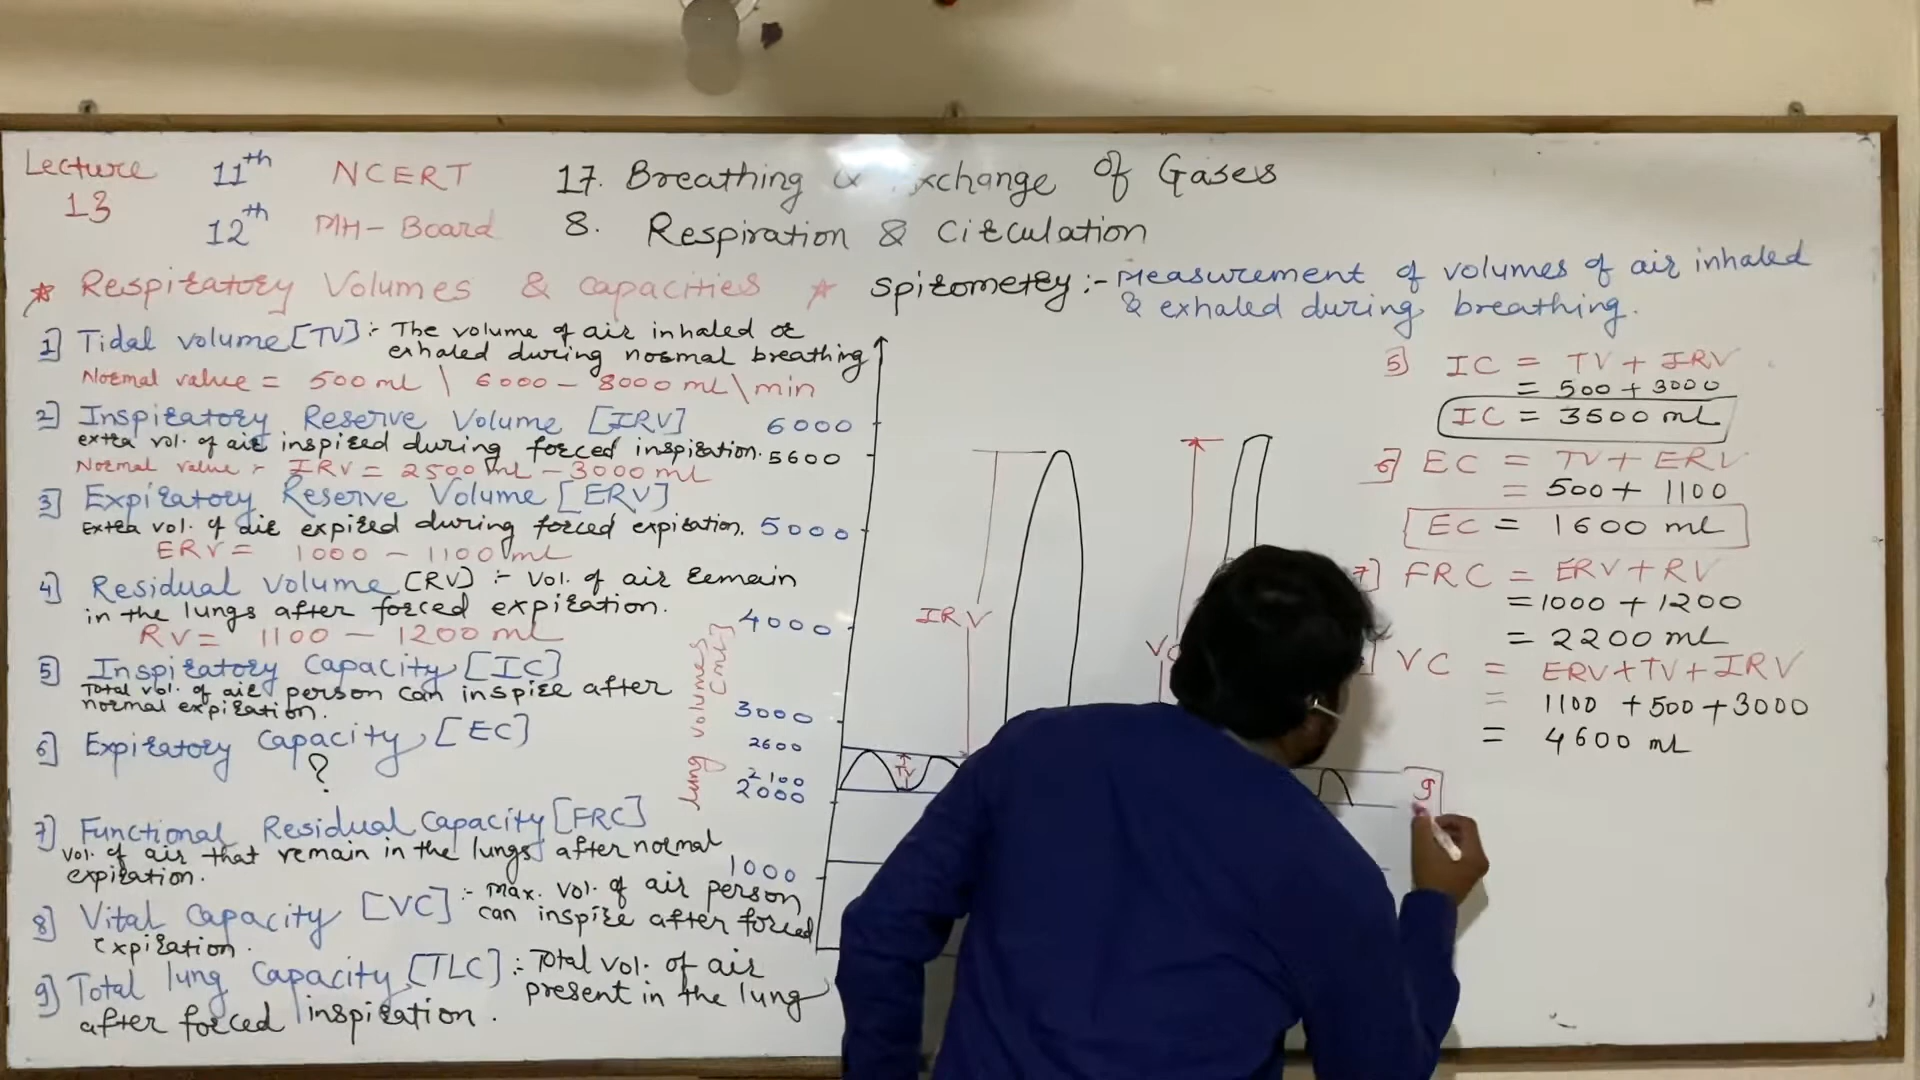 Lecture 13
11th NCERT 17. Breathing & xchange of Gases
12th MH-Board 8. Respiration & Circulation
* Respiratory Volumes & capacities *
spirometry :- Measurement of volumes of air inhaled
& exhaled during breathing.
1] Tidal volume [TV] :- The volume of air inhaled or
exhaled during normal breathing
Normal value = 500 ml \ 6000 - 8000 ml \ min
2] Inspiratory Reserve Volume [IRV]
extra vol. of air inspired during forced inspiration.
Normal value :- IRV = 2500 ml - 3000 ml
3] Expiratory Reserve Volume [ERV]
Extra vol. of air expired during forced expiration.
ERV = 1000 - 1100 ml
4] Residual volume [RV] :- Vol. of air remain
in the lungs after forced expiration.
RV = 1100 - 1200 ml
5] Inspiratory Capacity [IC]
Total vol. of air person can inspire after
normal expiration.
6] Expiratory Capacity [EC]
?
7] Functional Residual Capacity [FRC]
vol. of air that remain in the lungs after normal
expiration.
8] Vital Capacity [VC] :- Max. vol. of air person
can inspire after forced
expiration.
9] Total lung Capacity [TLC] :- Total vol. of air
present in the lung
after forced inspiration.
lung volumes [ml]
6000
5600
5000
4000
3000
2600
2100
2000
1000
IRV
TV
VC
9
5] IC = TV + IRV
= 500 + 3000
IC = 3500 ml
6] EC = TV + ERV
= 500 + 1100
EC = 1600 ml
7] FRC = ERV + RV
= 1000 + 1200
= 2200 ml
] VC = ERV + TV + IRV
= 1100 + 500 + 3000
= 4600 ml